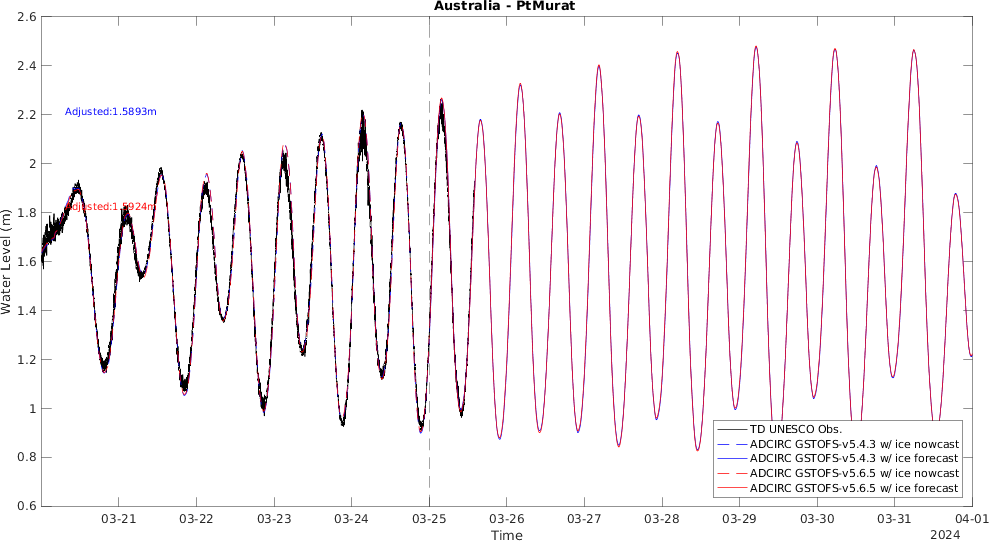 Australia - PtMurat
2.6
2.4
2.2
2
1.8
1.6
1.4
1.2
1
0.8
0.6
Water Level (m)
Adjusted:1.5893m
Adjusted:1.5924m
TD UNESCO Obs.
ADCIRC GSTOFS-v5.4.3 w/ ice nowcast
ADCIRC GSTOFS-v5.4.3 w/ ice forecast
ADCIRC GSTOFS-v5.6.5 w/ ice nowcast
ADCIRC GSTOFS-v5.6.5 w/ ice forecast
03-21 03-22 03-23 03-24 03-25 03-26 03-27 03-28 03-29 03-30 03-31 04-01
Time
2024